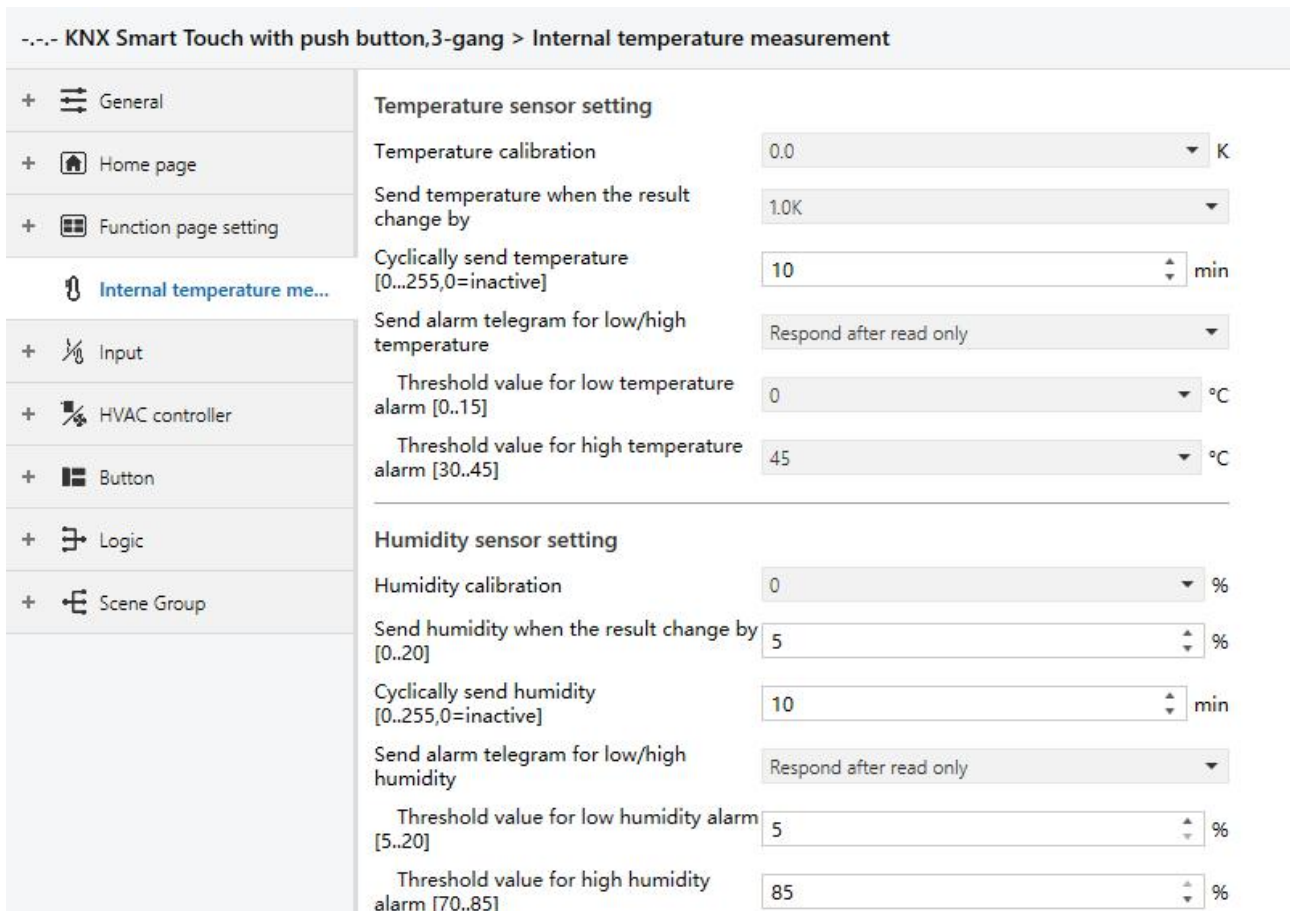 -.-.- KNX Smart Touch with push button,3-gang > Internal temperature measurement
+ General
+ Home page
+ Function page setting
Internal temperature me...
+ Input
+ HVAC controller
+ Button
+ Logic
+ Scene Group
Temperature sensor setting
Temperature calibration 0.0 K
Send temperature when the result
change by 1.0K
Cyclically send temperature
[0...255,0=inactive] 10 min
Send alarm telegram for low/high
temperature Respond after read only
Threshold value for low temperature
alarm [0..15] 0 °C
Threshold value for high temperature
alarm [30..45] 45 °C
Humidity sensor setting
Humidity calibration 0 %
Send humidity when the result change by
[0..20] 5 %
Cyclically send humidity
[0..255,0=inactive] 10 min
Send alarm telegram for low/high
humidity Respond after read only
Threshold value for low humidity alarm
[5..20] 5 %
Threshold value for high humidity
alarm [70..85] 85 %